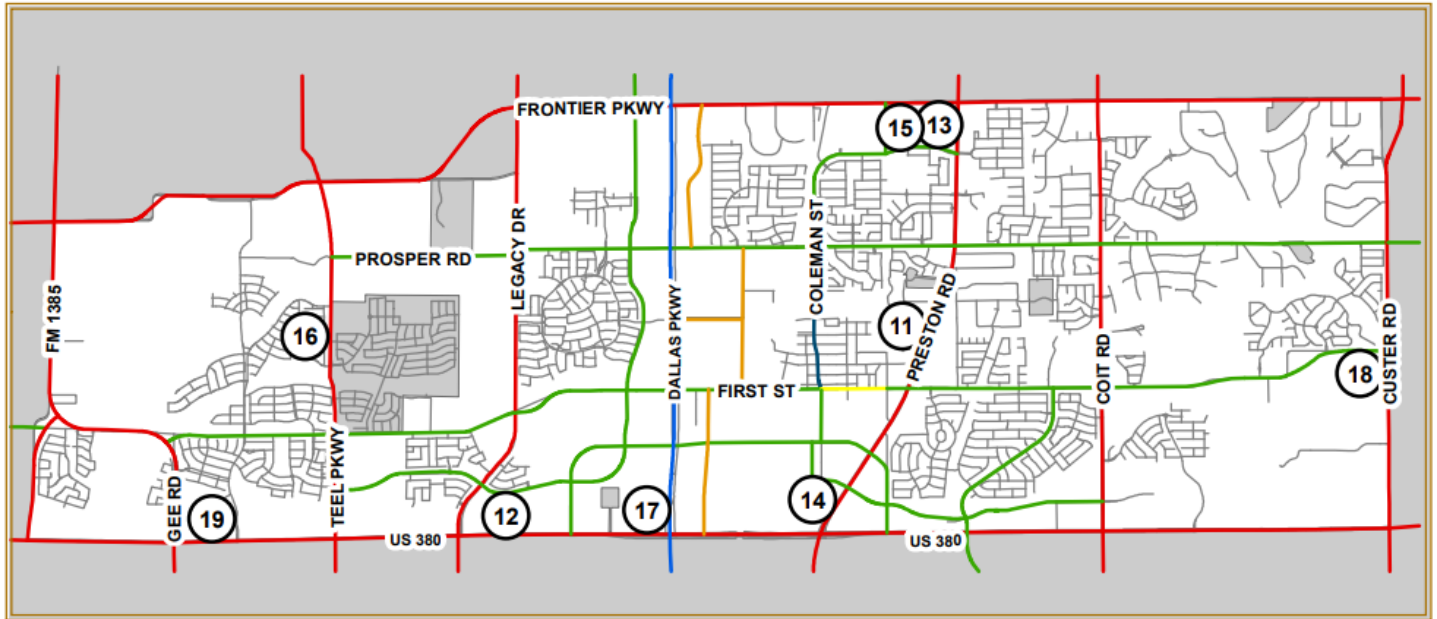 FRONTIER PKWY
15
13
COLEMAN ST
LEGACY DR
PROSPER RD
FM 1385
DALLAS PKWY
PRESTON RD
11
16
COIT RD
CUSTER RD
18
FIRST ST
TEEL PKWY
GEE RD
19
12
17
14
US 380
US 380